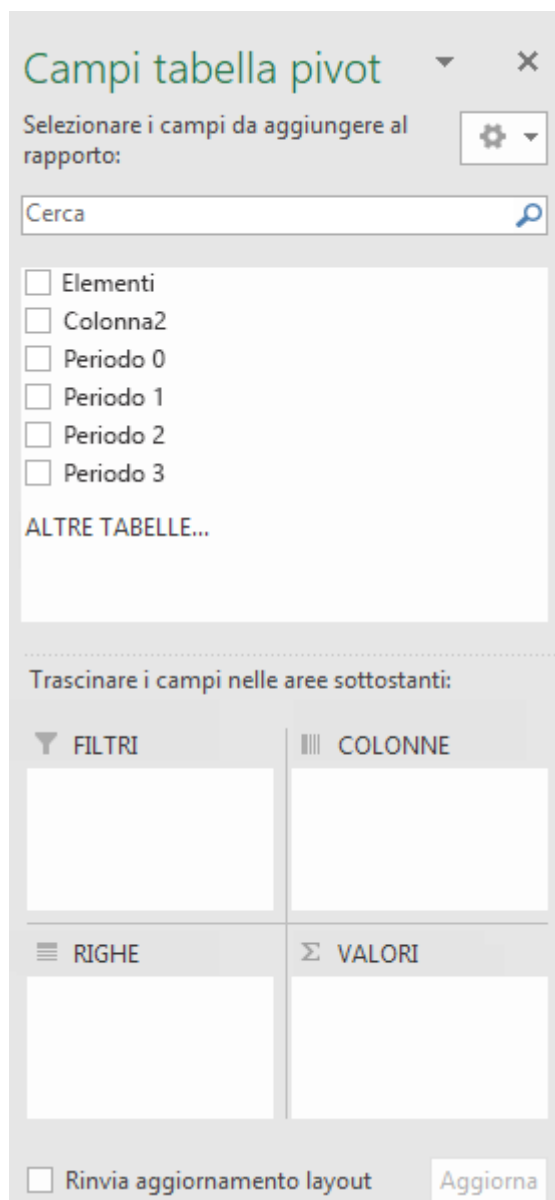 Campi tabella pivot
Selezionare i campi da aggiungere al
rapporto:
Cerca
Elementi
Colonna2
Periodo 0
Periodo 1
Periodo 2
Periodo 3
ALTRE TABELLE...
Trascinare i campi nelle aree sottostanti:
FILTRI
COLONNE
RIGHE
VALORI
Rinvia aggiornamento layout
Aggiorna